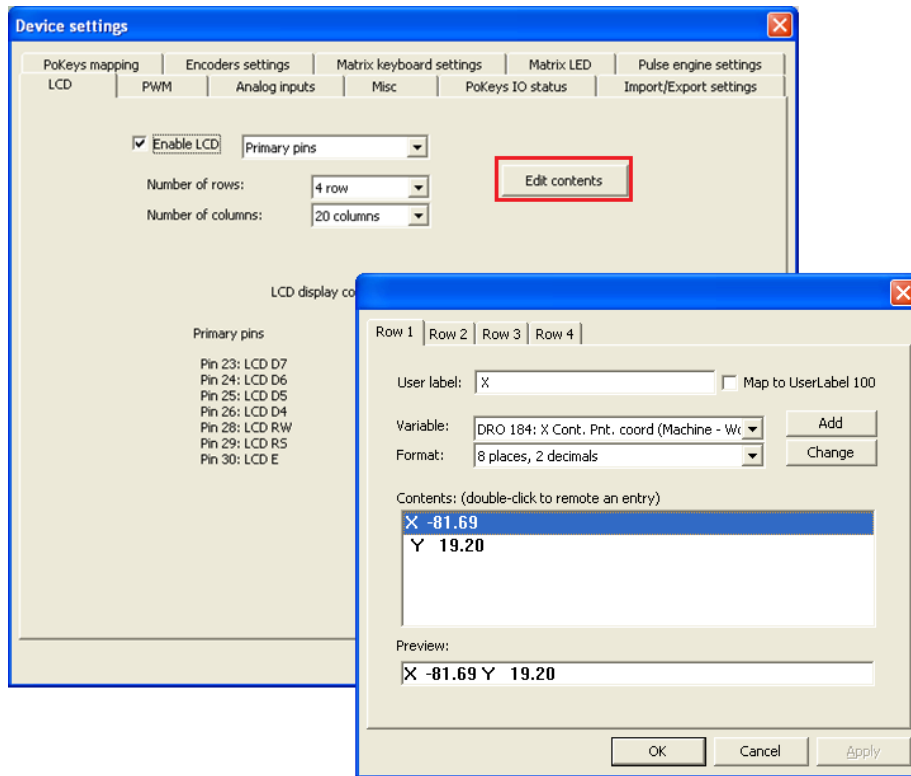 Device settings
PoKeys mapping Encoders settings Matrix keyboard settings Matrix LED Pulse engine settings
LCD PWM Analog inputs Misc PoKeys IO status Import/Export settings
Enable LCD Primary pins
Edit contents
Number of rows: 4 row
Number of columns: 20 columns
LCD display co
Primary pins
Pin 23: LCD D7
Pin 24: LCD D6
Pin 25: LCD D5
Pin 26: LCD D4
Pin 28: LCD RW
Pin 29: LCD RS
Pin 30: LCD E
Row 1 Row 2 Row 3 Row 4
User label: X Map to UserLabel 100
Variable: DRO 184: X Cont. Pnt. coord (Machine - Wo Add
Format: 8 places, 2 decimals Change
Contents: (double-click to remote an entry)
X -81.69
Y 19.20
Preview:
X -81.69 Y 19.20
OK Cancel Apply